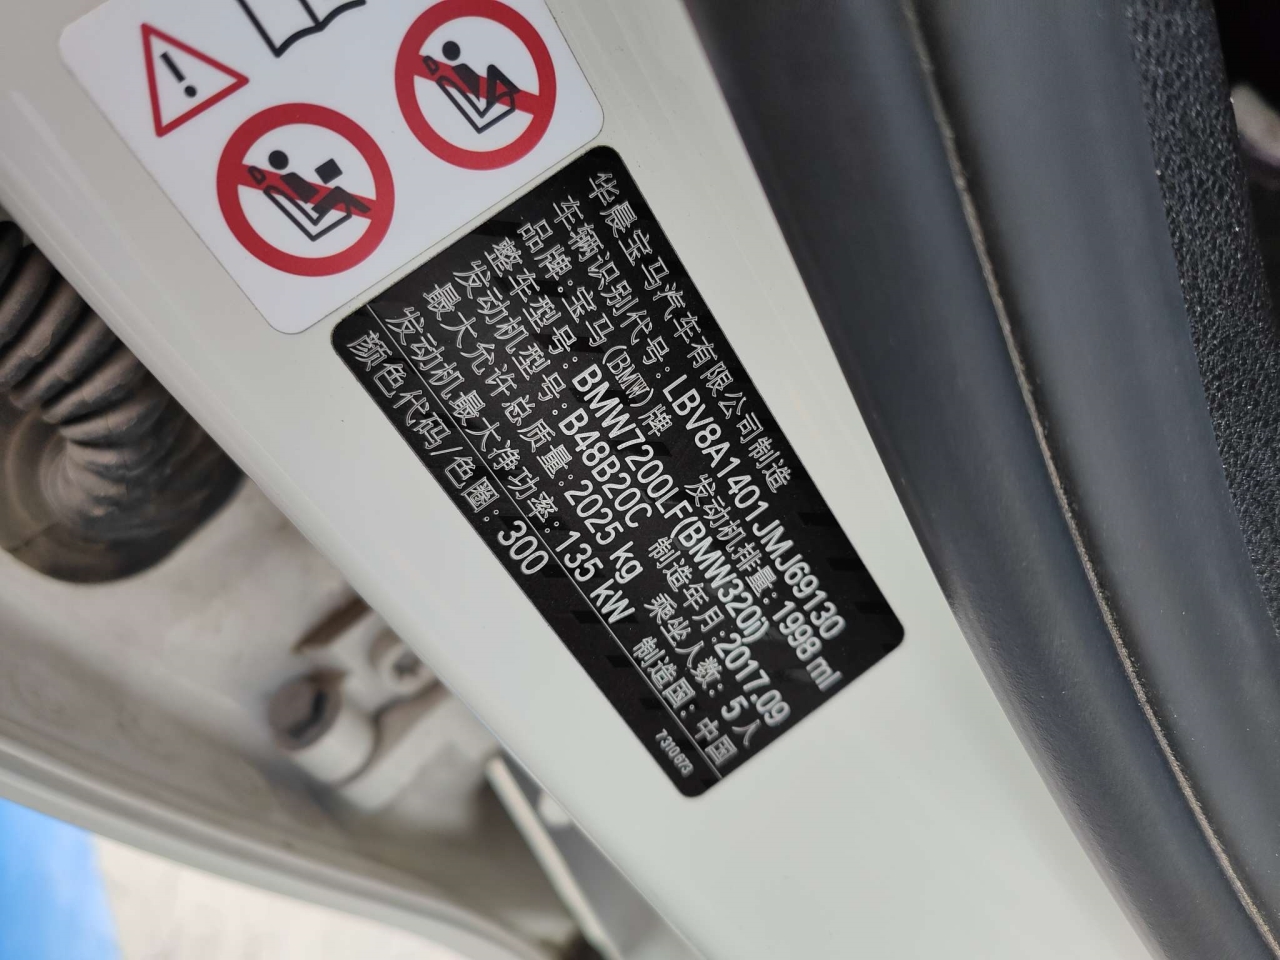 华晨宝马汽车有限公司制造
车辆识别代号: LBV8A1401JMJ69130
品牌: 宝马(BMW)牌 发动机排量: 1998 ml
整车型号: BMW7200LF(BMW320i)
发动机型号: B48B20C 制造年月: 2017.09
最大允许总质量: 2025 kg 乘坐人数: 5 人
发动机最大净功率: 135 kW 制造国: 中国
颜色代码/色圈: 300 7 310 673